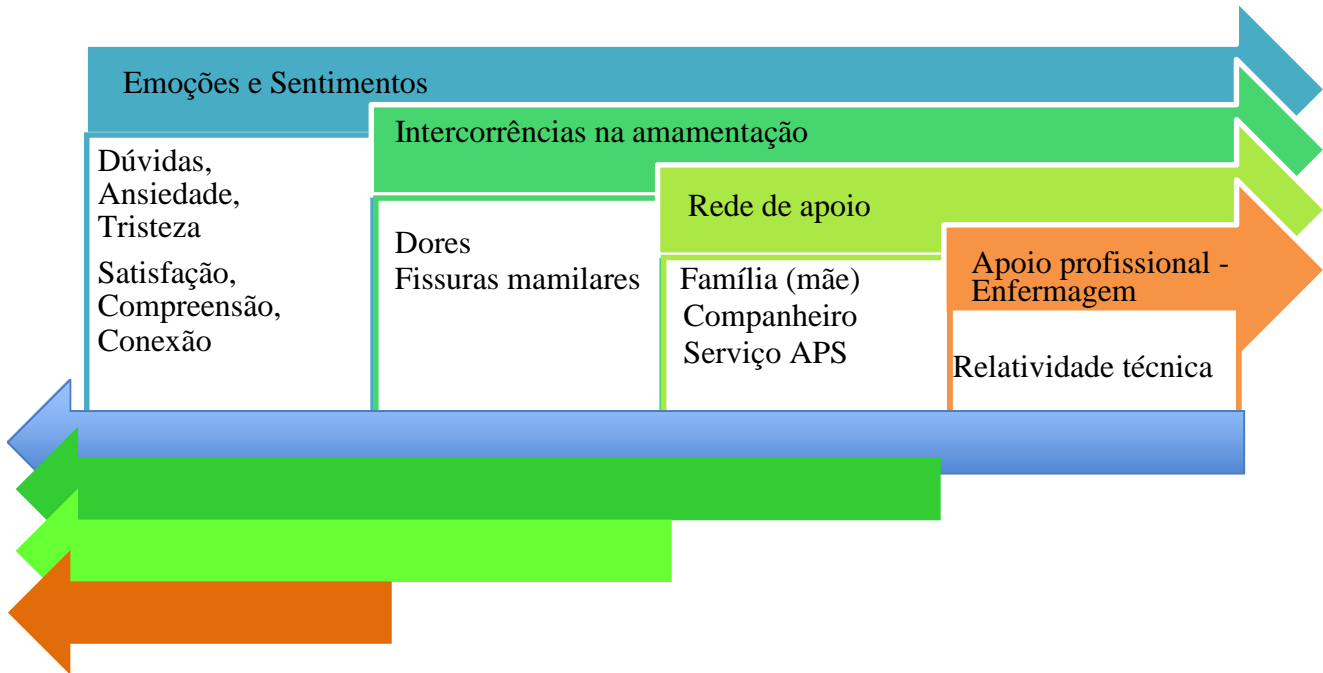 Emoções e Sentimentos
Dúvidas,
Ansiedade,
Tristeza
Satisfação,
Compreensão,
Conexão
Intercorrências na amamentação
Dores
Fissuras mamilares
Rede de apoio
Família (mãe)
Companheiro
Serviço APS
Apoio profissional -
Enfermagem
Relatividade técnica